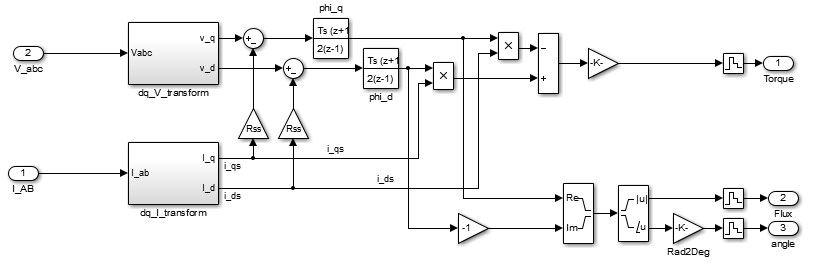 phi_q
2
V_abc
Vabc
v_q
v_d
dq_V_transform
Ts (z+1
2(z-1)
Ts (z+1
2(z-1)
phi_d
-K-
1
Torque
Rss
Rss
1
I_AB
I_ab
I_q
I_d
dq_I_transform
i_qs
i_ds
i_qs
i_ds
-1
Re
Im
|u|
∠u
-K-
Rad2Deg
2
Flux
3
angle